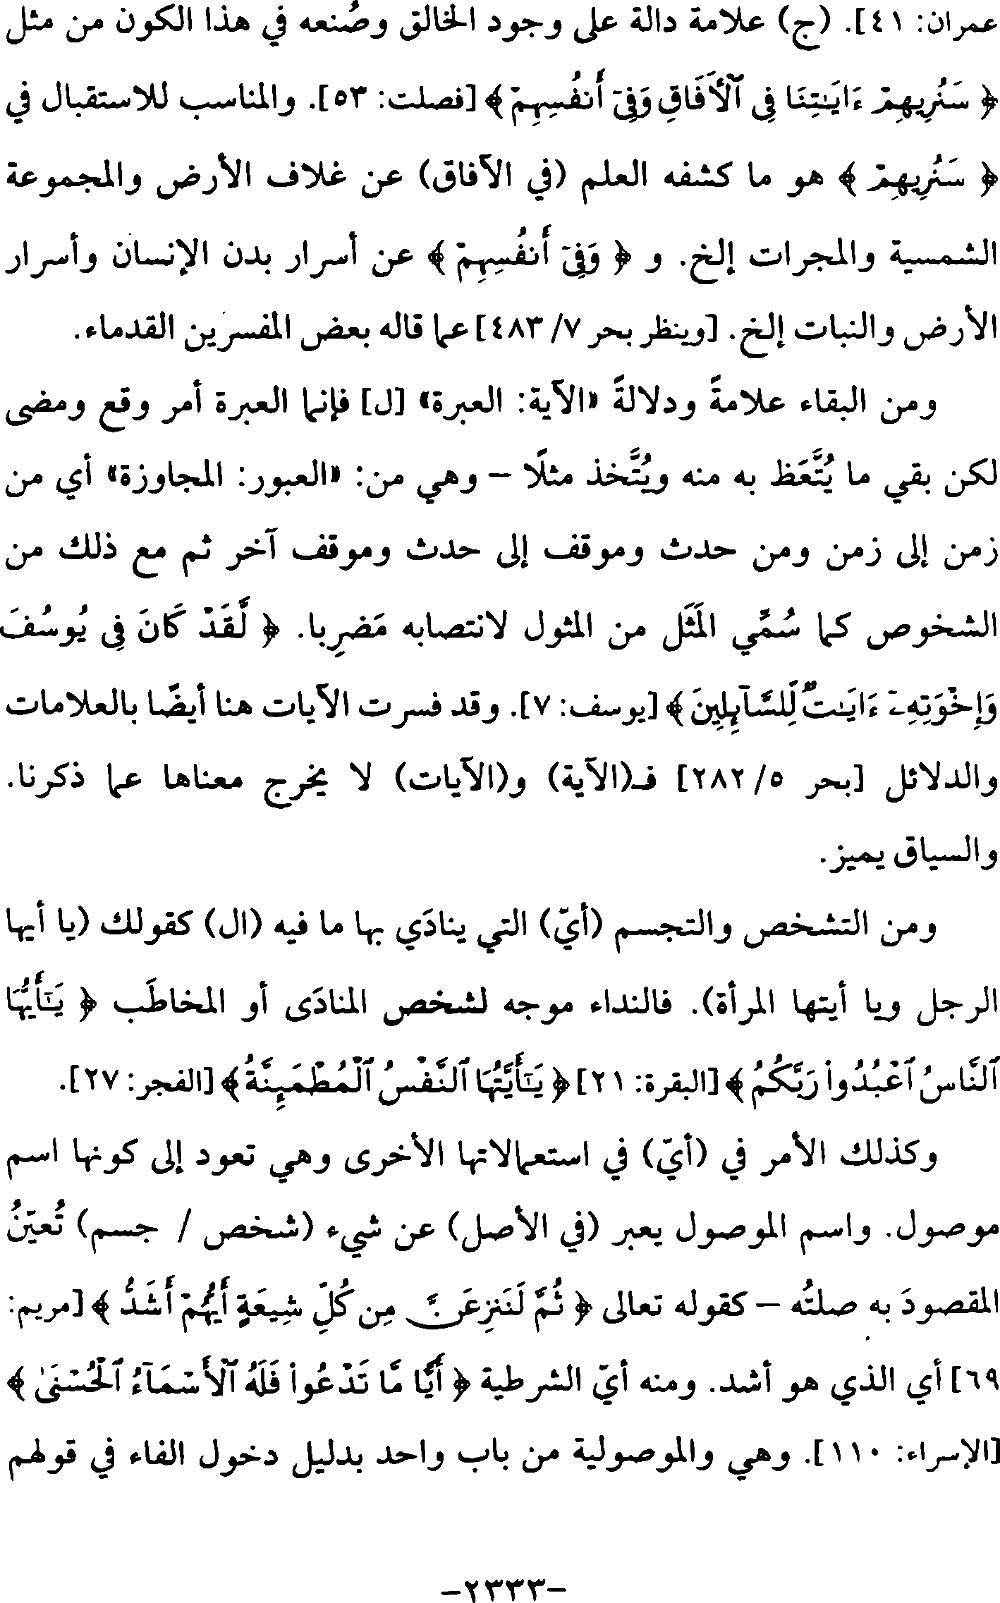 عمران: ٤١]. (ج) علامة دالة على وجود الخالق وصُنعه في هذا الكون من مثل
﴿ سَنُرِيهِمْ ءَايَـٰتِنَا فِى ٱلْأَفَاقِ وَفِىٓ أَنفُسِهِمْ ﴾ [فصلت: ٥٣]. والمناسب للاستقبال في
﴿ سَنُرِيهِمْ ﴾ هو ما كشفه العلم (في الآفاق) عن غلاف الأرض والمجموعة
الشمسية والمجرات إلخ. و ﴿ وَفِىٓ أَنفُسِهِمْ ﴾ عن أسرار بدن الإنسان وأسرار
الأرض والنبات إلخ. [وينظر بحر ٧/ ٤٨٣] عما قاله بعض المفسرين القدماء.
ومن البقاء علامةً ودلالةً «الآية: العبرة» [ل] فإنما العبرة أمر وقع ومضى
لكن بقي ما يُتَّعَظ به منه ويُتَّخذ مثلًا – وهي من: «العبور: المجاوزة» أي من
زمن إلى زمن ومن حدث وموقف إلى حدث وموقف آخر ثم مع ذلك من
الشخوص كما سُمِّي المَثَل من المثول لانتصابه مَضرِبا. ﴿ لَّقَدْ كَانَ فِى يُوسُفَ
وَإِخْوَتِهِۦٓ ءَايَـٰتٌ لِّلسَّآئِلِينَ ﴾ [يوسف: ٧]. وقد فسرت الآيات هنا أيضًا بالعلامات
والدلائل [بحر ٥/ ٢٨٢] فـ(الآية) و(الآيات) لا يخرج معناها عما ذكرنا.
والسياق يميز.
ومن التشخص والتجسم (أيّ) التي ينادَي بها ما فيه (ال) كقولك (يا أيها
الرجل ويا أيتها المرأة). فالنداء موجه لشخص المنادَى أو المخاطَب ﴿ يَـٰٓأَيُّهَا
ٱلنَّاسُ ٱعْبُدُوا۟ رَبَّكُمُ ﴾ [البقرة: ٢١] ﴿ يَـٰٓأَيَّتُهَا ٱلنَّفْسُ ٱلْمُطْمَئِنَّةُ ﴾ [الفجر: ٢٧].
وكذلك الأمر في (أيّ) في استعمالاتها الأخرى وهي تعود إلى كونها اسم
موصول. واسم الموصول يعبر (في الأصل) عن شيء (شخص / جسم) تُعيّنُ
المقصودَ به صلتُه – كقوله تعالى ﴿ ثُمَّ لَنَنزِعَنَّ مِن كُلِّ شِيعَةٍ أَيُّهُمْ أَشَدُّ ﴾ [مريم:
٦٩] أي الذي هو أشد. ومنه أيّ الشرطية ﴿ أَيًّا مَّا تَدْعُوا۟ فَلَهُ ٱلْأَسْمَآءُ ٱلْحُسْنَىٰ ﴾
[الإسراء: ١١٠]. وهي والموصولية من باب واحد بدليل دخول الفاء في قولهم
-٢٣٣٣-